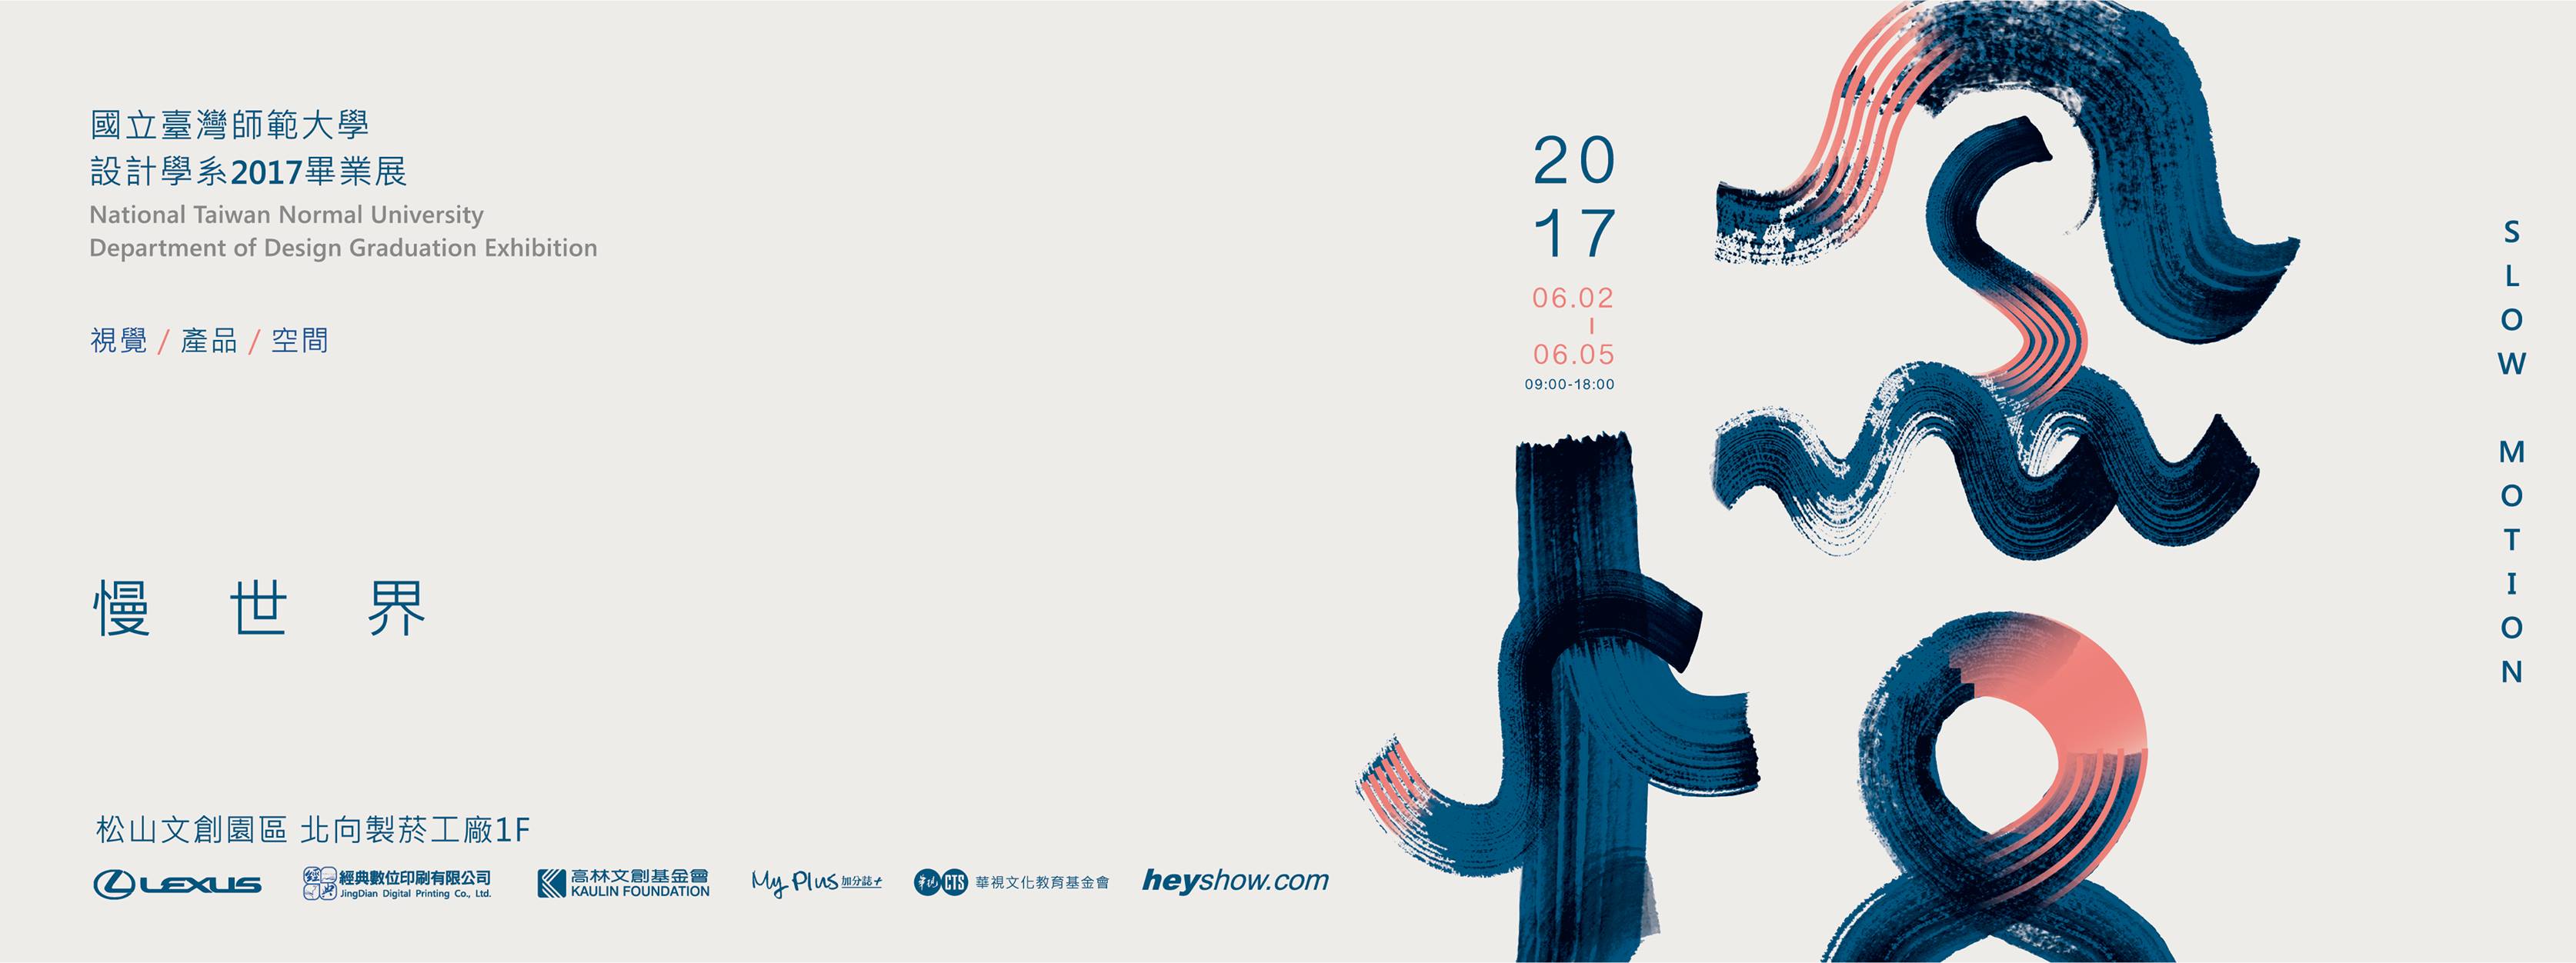 國立臺灣師範大學
設計學系2017畢業展
National Taiwan Normal University
Department of Design Graduation Exhibition
視覺 / 產品 / 空間
慢 世 界
松山文創園區 北向製菸工廠1F
LEXUS
經典 經典數位印刷有限公司
JingDian Digital Printing Co., Ltd.
高林文創基金會
KAULIN FOUNDATION
My Plus 加分誌+
華視 CTS 華視文化教育基金會
heyshow.com
20
17
06.02
-
06.05
09:00-18:00
慢
SLOW MOTION